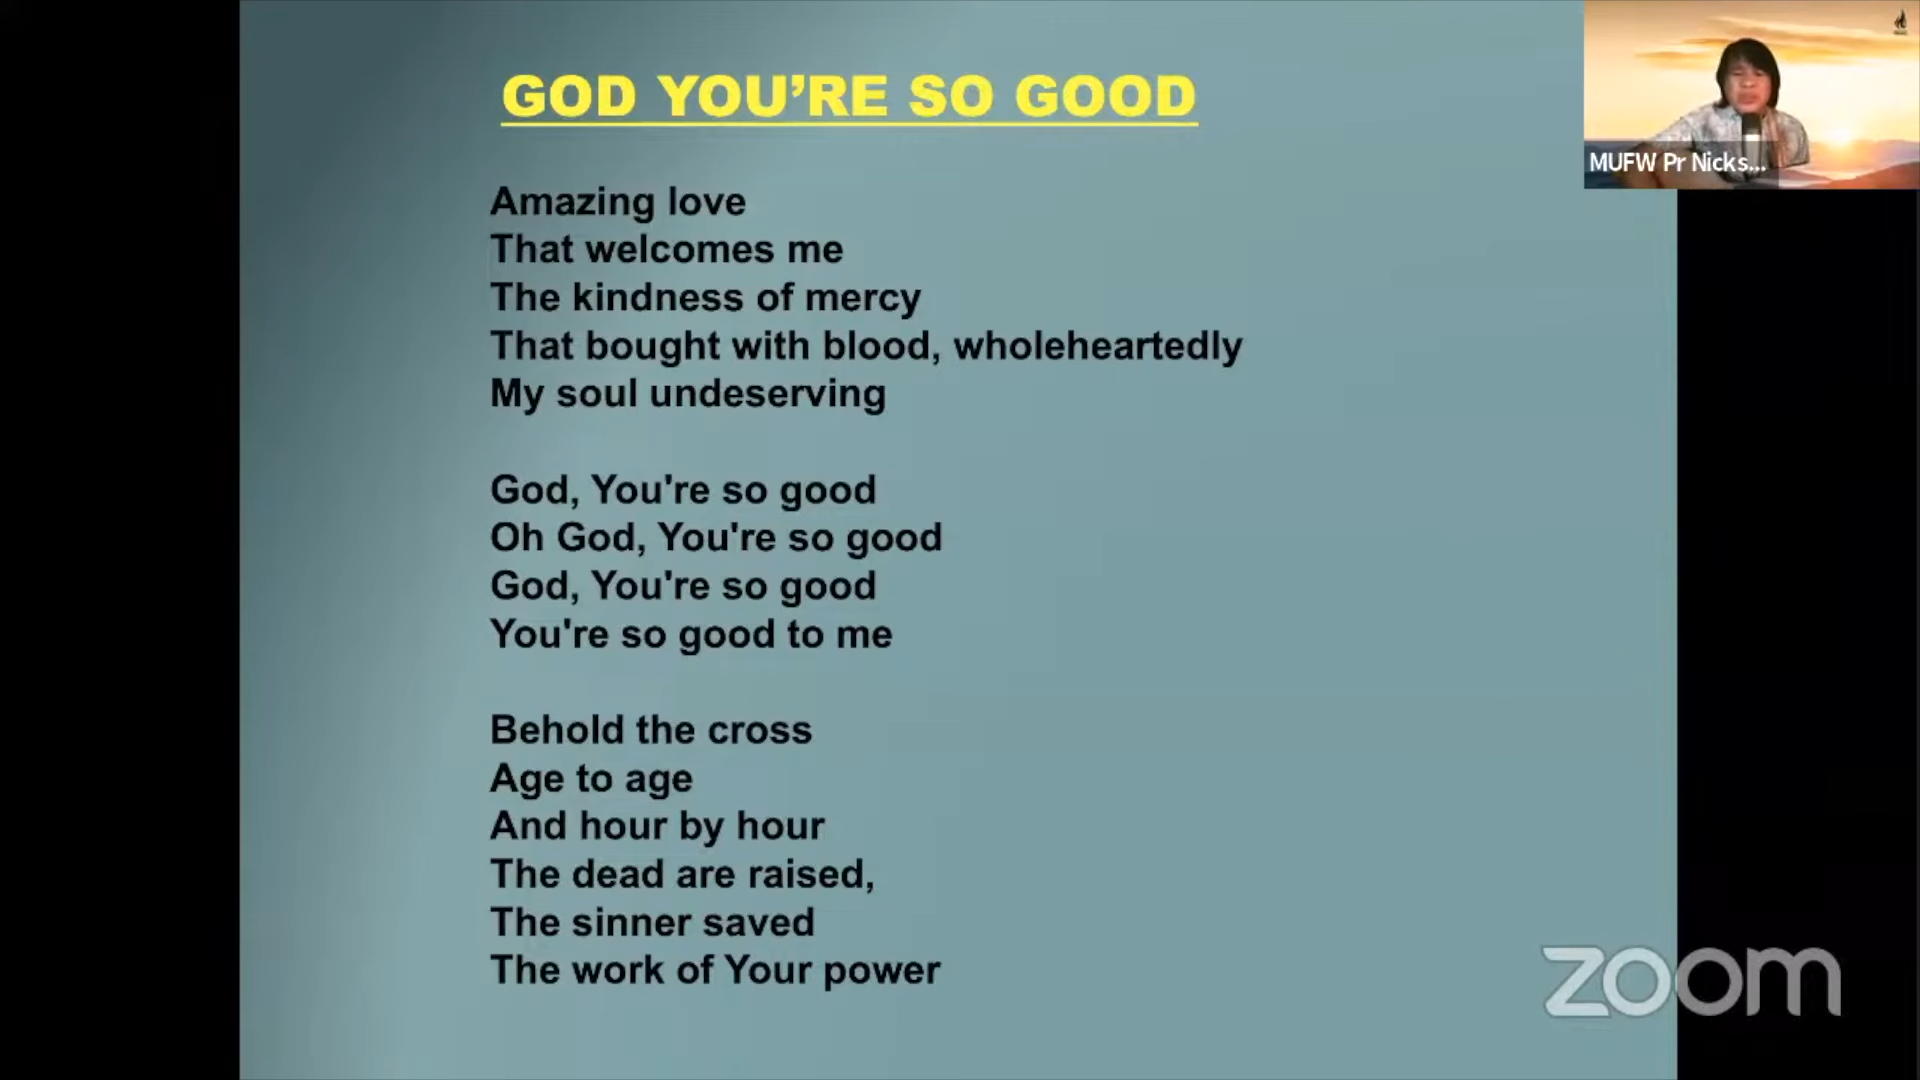 GOD YOU’RE SO GOOD
Amazing love
That welcomes me
The kindness of mercy
That bought with blood, wholeheartedly
My soul undeserving
God, You're so good
Oh God, You're so good
God, You're so good
You're so good to me
Behold the cross
Age to age
And hour by hour
The dead are raised,
The sinner saved
The work of Your power
MUFW Pr Nicks...
zoom